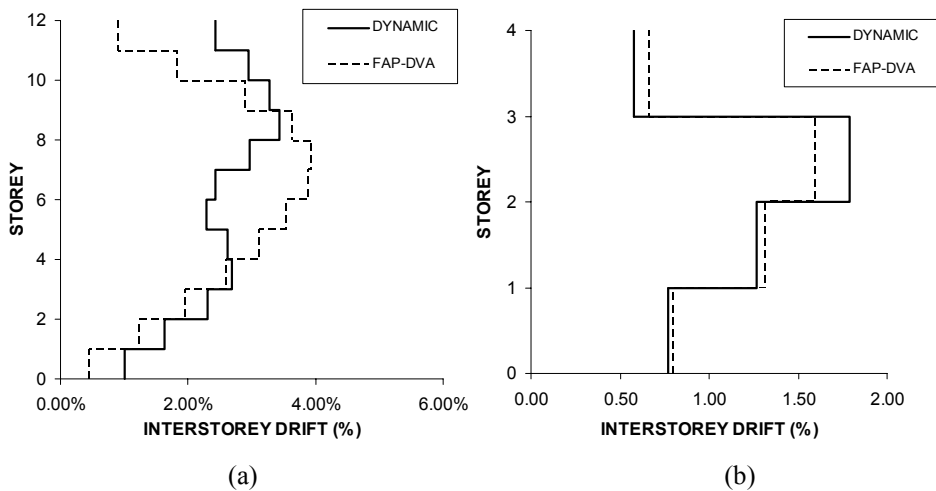 12
10
8
6
4
2
0
STOREY
0.00%
2.00%
4.00%
6.00%
INTERSTOREY DRIFT (%)
DYNAMIC
FAP-DVA
(a)
4
3
2
1
0
STOREY
0.00
0.50
1.00
1.50
2.00
INTERSTOREY DRIFT (%)
DYNAMIC
FAP-DVA
(b)